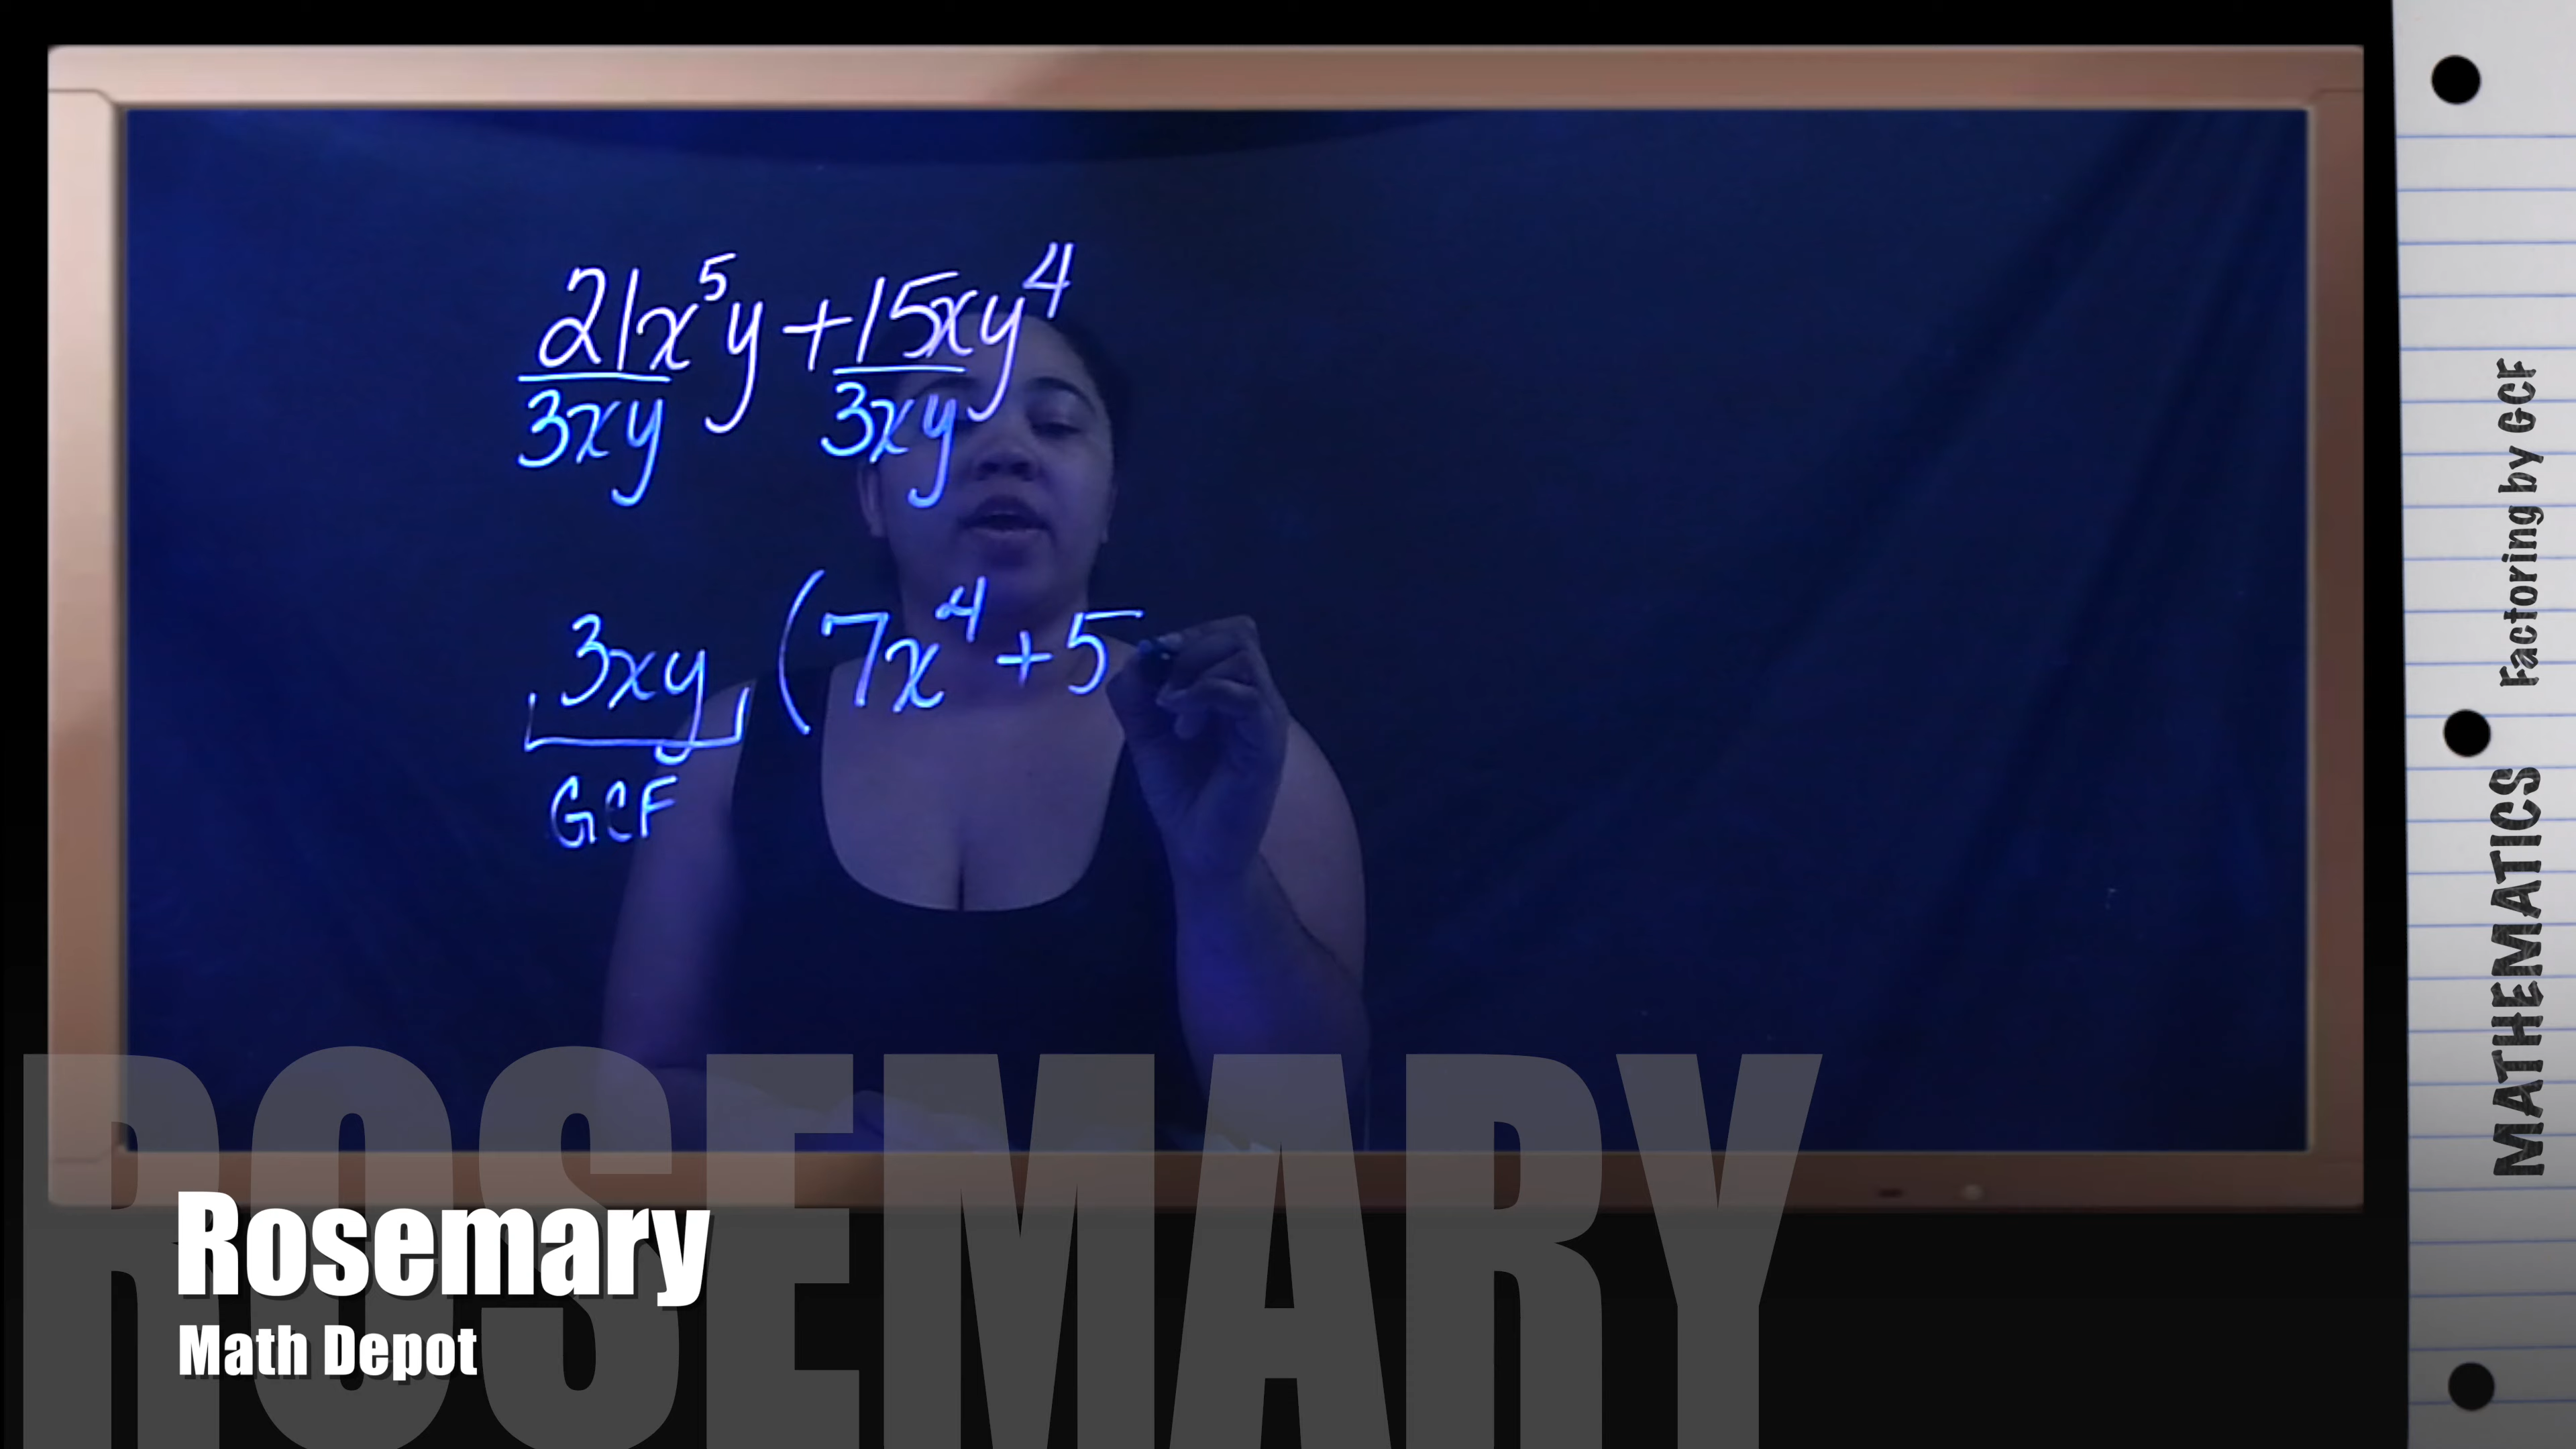 21x⁵y + 15xy⁴
3xy 3xy
3xy (7x⁴ + 5
GCF
ROSEMARY
Rosemary
Math Depot
MATHEMATICS Factoring by GCF